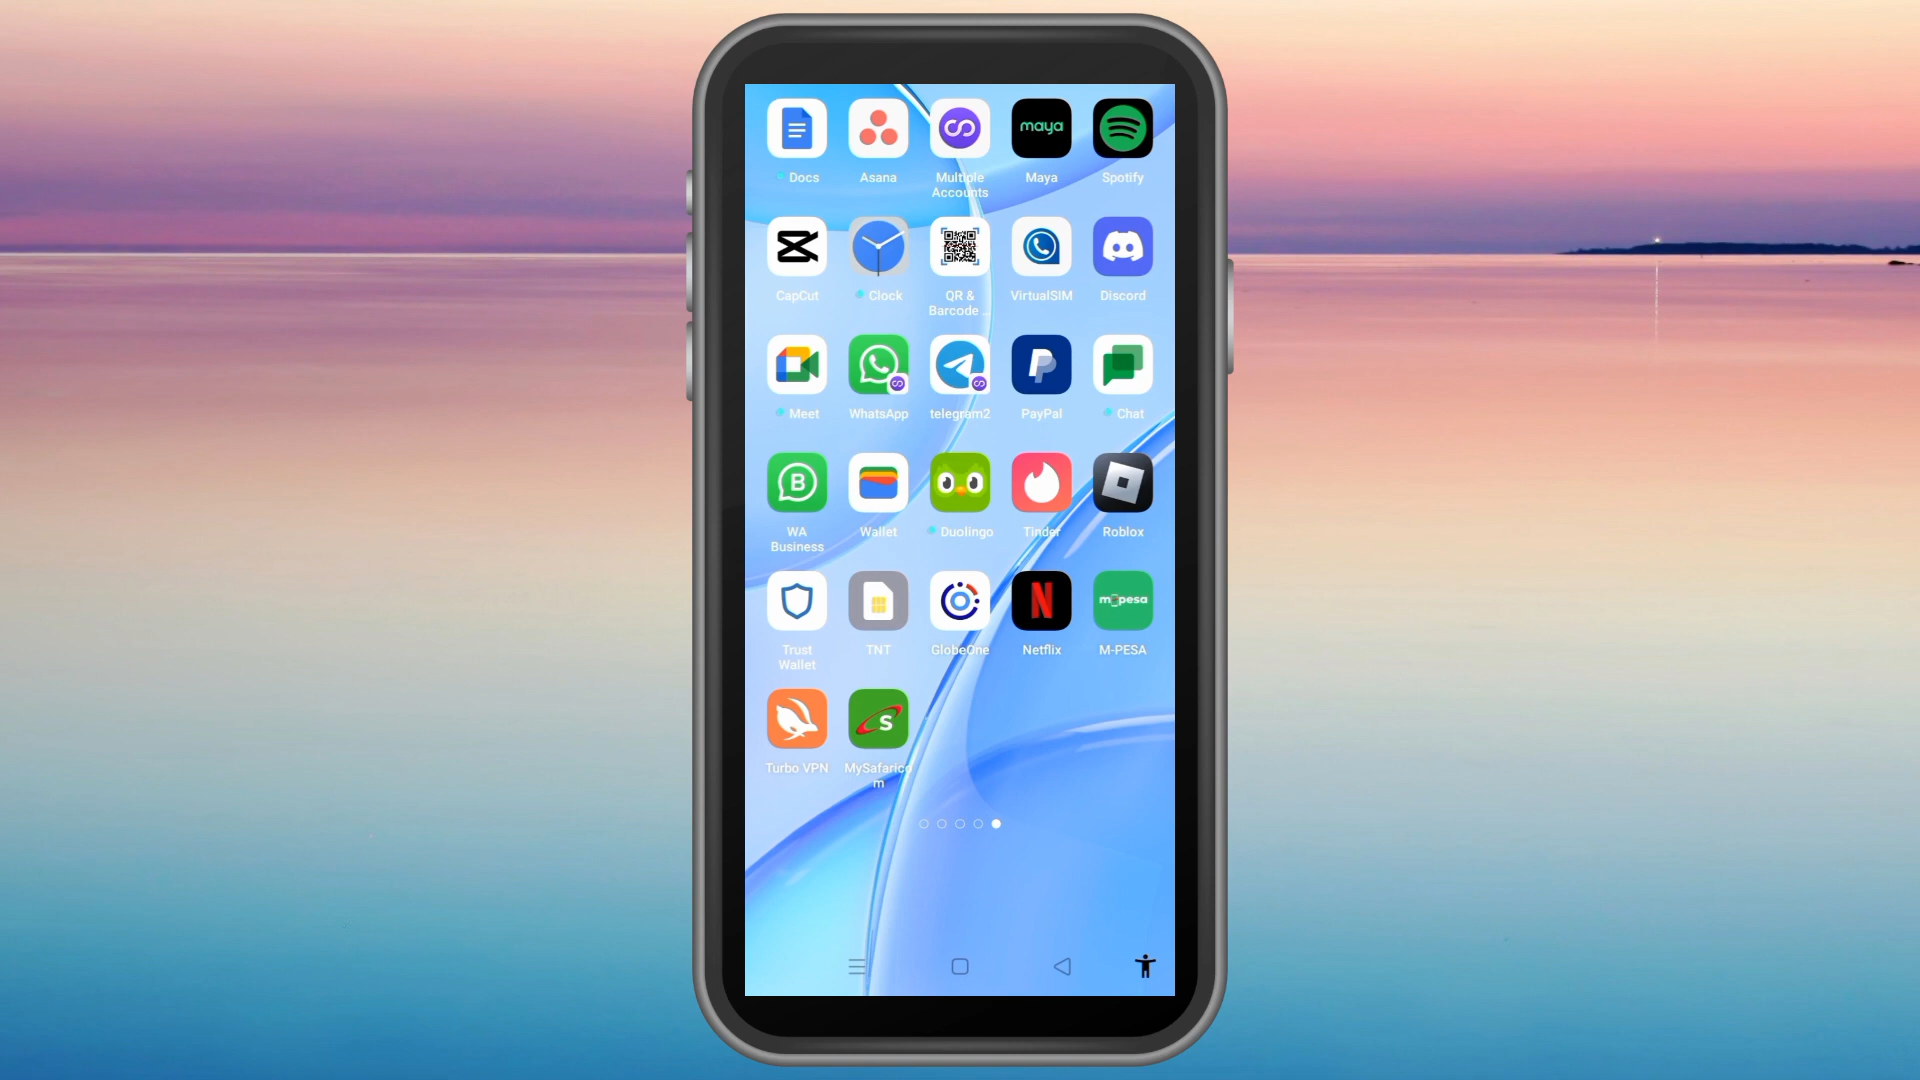 maya
Docs
Asana
Multiple
Accounts
Maya
Spotify
CapCut
Clock
QR &
Barcode ...
VirtualSIM
Discord
Meet
WhatsApp
telegram2
PayPal
Chat
B
WA
Business
Wallet
Duolingo
Tinder
Roblox
N
m-pesa
Trust
Wallet
TNT
GlobeOne
Netflix
M-PESA
S
Turbo VPN
MySafarico
m